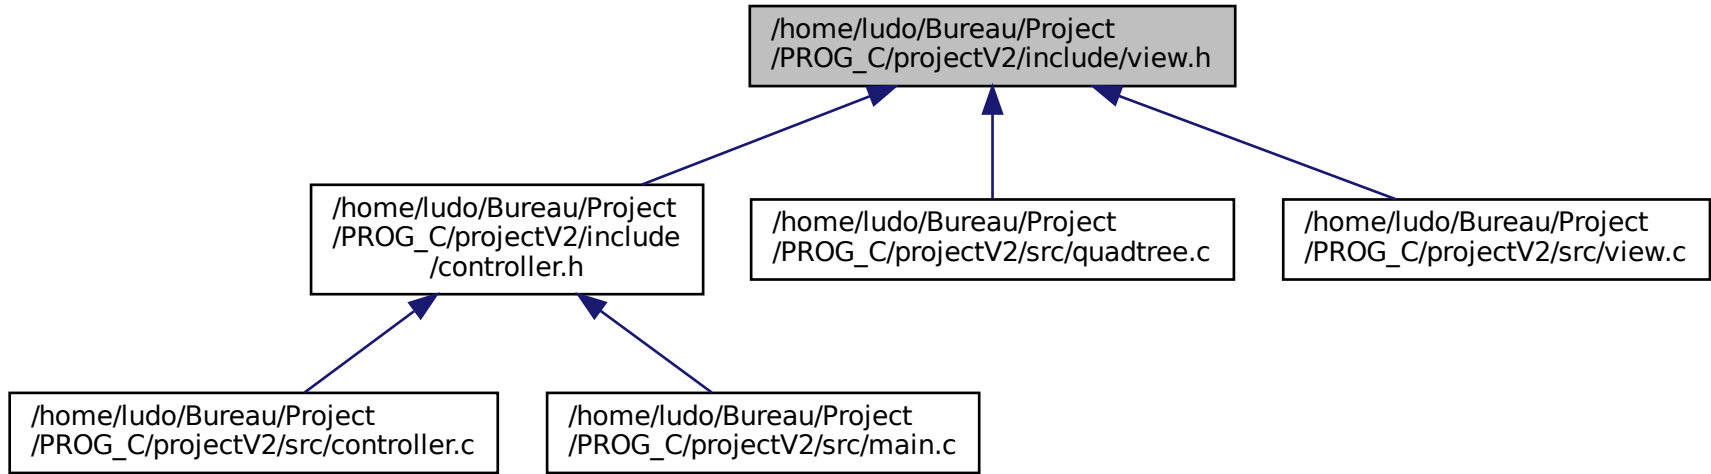 /home/ludo/Bureau/Project
/PROG_C/projectV2/include/view.h
/home/ludo/Bureau/Project
/PROG_C/projectV2/include
/controller.h
/home/ludo/Bureau/Project
/PROG_C/projectV2/src/quadtree.c
/home/ludo/Bureau/Project
/PROG_C/projectV2/src/view.c
/home/ludo/Bureau/Project
/PROG_C/projectV2/src/controller.c
/home/ludo/Bureau/Project
/PROG_C/projectV2/src/main.c